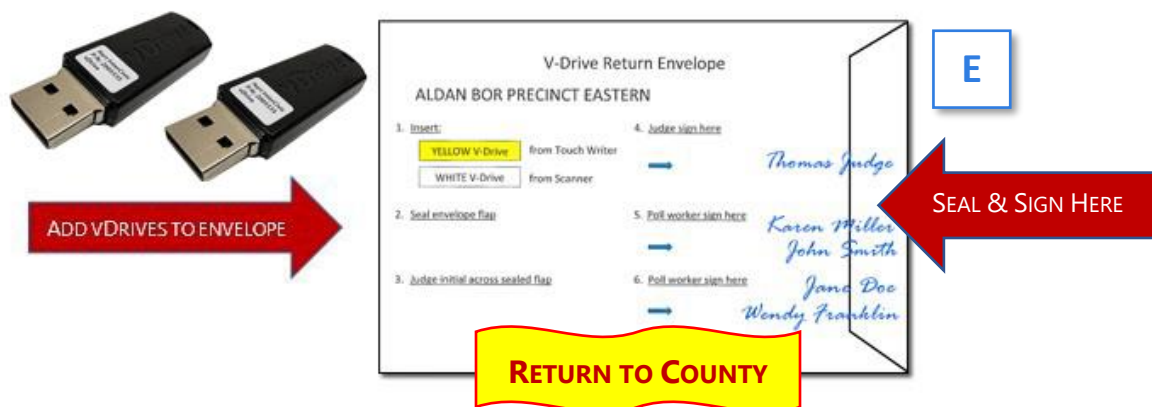 V-Drive Return Envelope
E
ALDAN BOR PRECINCT EASTERN
1. Insert:
YELLOW V-Drive from Touch Writer
WHITE V-Drive from Scanner
2. Seal envelope flap
3. Judge initial across sealed flap
4. Judge sign here
Thomas Judge
5. Poll worker sign here
Karen Miller
John Smith
6. Poll worker sign here
Jane Doe
Wendy Franklin
ADD VDRIVES TO ENVELOPE
SEAL & SIGN HERE
RETURN TO COUNTY